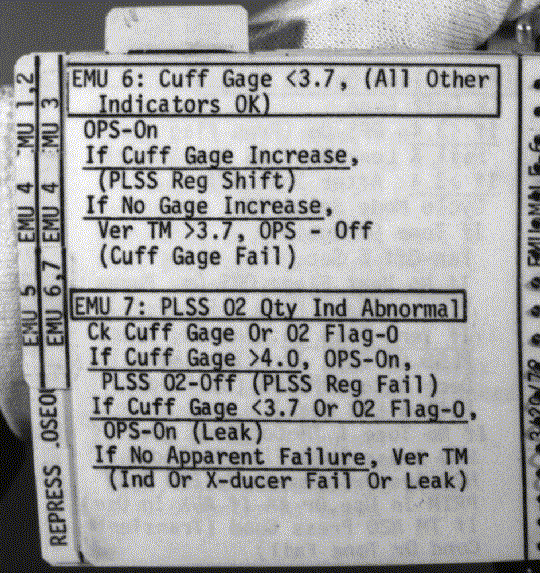 EMU 6: Cuff Gage <3.7, (All Other
Indicators OK)
OPS-On
If Cuff Gage Increase,
(PLSS Reg Shift)
If No Gage Increase,
Ver TM >3.7, OPS - Off
(Cuff Gage Fail)
EMU 7: PLSS O2 Qty Ind Abnormal
Ck Cuff Gage Or O2 Flag-O
If Cuff Gage >4.0, OPS-On,
PLSS O2-Off (PLSS Reg Fail)
If Cuff Gage <3.7 Or O2 Flag-O,
OPS-On (Leak)
If No Apparent Failure, Ver TM
(Ind Or X-ducer Fail Or Leak)
EMU 5 EMU 4 MU 1,2
REPRESS EMU 6,7 EMU 4 MU 3